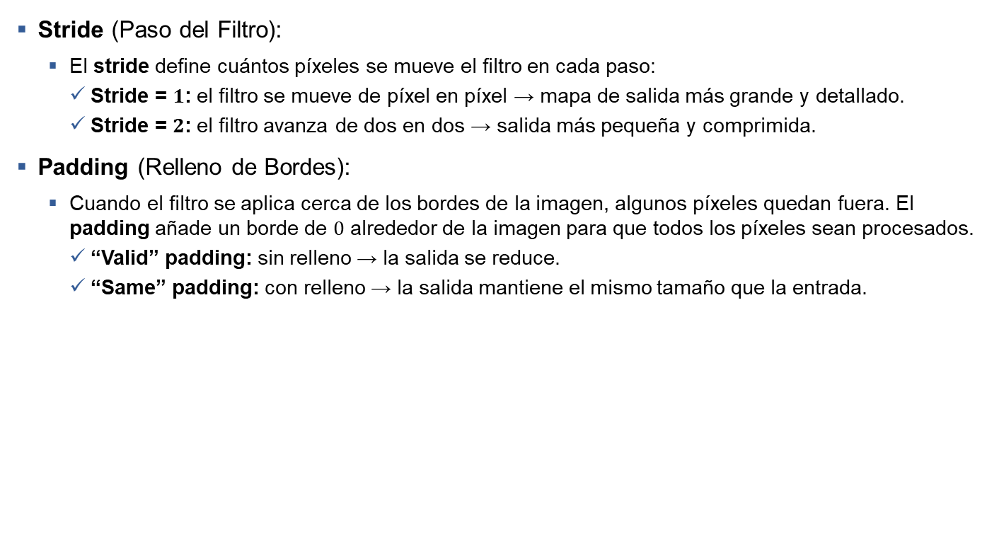 ▪ Stride (Paso del Filtro):
▪ El stride define cuántos píxeles se mueve el filtro en cada paso:
✓ Stride = 1: el filtro se mueve de píxel en píxel → mapa de salida más grande y detallado.
✓ Stride = 2: el filtro avanza de dos en dos → salida más pequeña y comprimida.
▪ Padding (Relleno de Bordes):
▪ Cuando el filtro se aplica cerca de los bordes de la imagen, algunos píxeles quedan fuera. El
padding añade un borde de 0 alrededor de la imagen para que todos los píxeles sean procesados.
✓ “Valid” padding: sin relleno → la salida se reduce.
✓ “Same” padding: con relleno → la salida mantiene el mismo tamaño que la entrada.